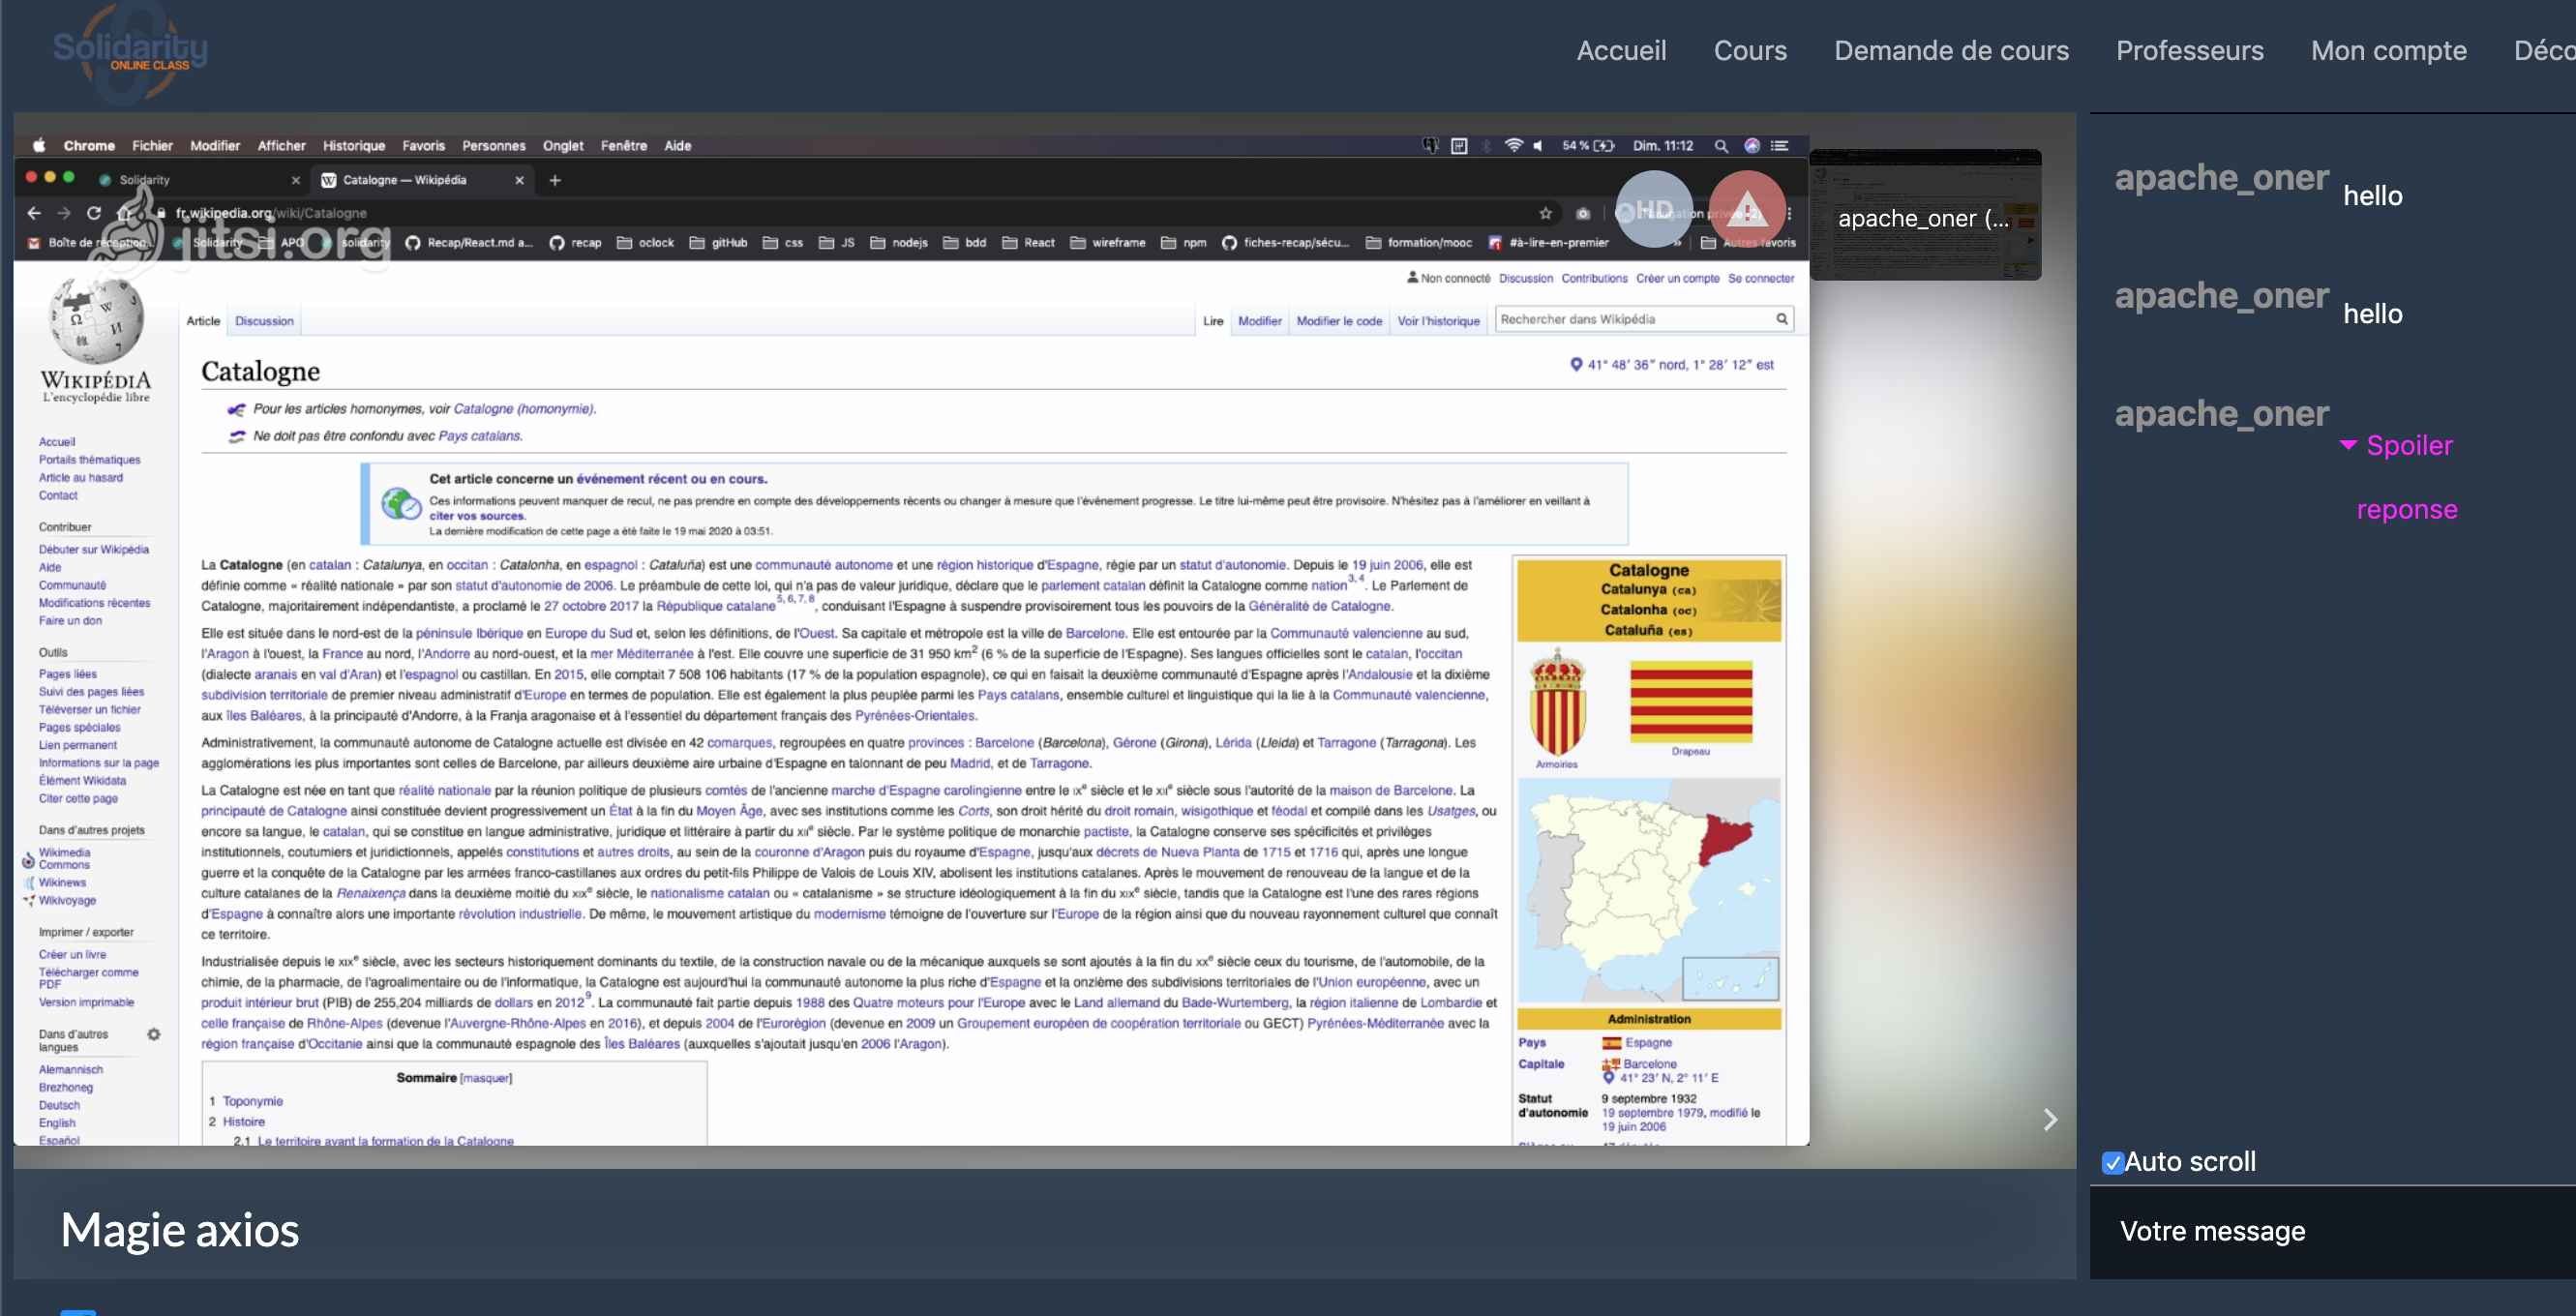 Solidarity
ONLINE CLASS
Accueil Cours Demande de cours Professeurs Mon compte
Chrome Fichier Modifier Afficher Historique Favoris Personnes Onglet Fenêtre Aide
54 % Dim. 11:12
Solidarity
Catalogne — Wikipédia
fr.wikipedia.org/wiki/Catalogne
HD
jitsi.org
Boîte de réception... Solidarity APO solidarity Recap/React.md a... recap oclock gitHub css JS nodejs bdd React wireframe npm fiches-recap/sécu... formation/mooc #à-lire-en-premier » Autres favoris
Non connecté Discussion Contributions Créer un compte Se connecter
Article Discussion
Lire Modifier Modifier le code Voir l'historique Rechercher dans Wikipédia
WIKIPÉDIA
L'encyclopédie libre
Accueil
Portails thématiques
Article au hasard
Contact
Contribuer
Débuter sur Wikipédia
Aide
Communauté
Modifications récentes
Faire un don
Outils
Pages liées
Suivi des pages liées
Téléverser un fichier
Pages spéciales
Lien permanent
Informations sur la page
Élément Wikidata
Citer cette page
Dans d'autres projets
Wikimedia
Commons
Wikinews
Wikivoyage
Imprimer / exporter
Créer un livre
Télécharger comme
PDF
Version imprimable
Dans d'autres
langues
Alemannisch
Brezhoneg
Deutsch
English
Español
Catalogne
41° 48′ 36″ nord, 1° 28′ 12″ est
Pour les articles homonymes, voir Catalogne (homonymie).
Ne doit pas être confondu avec Pays catalans.
Cet article concerne un événement récent ou en cours.
Ces informations peuvent manquer de recul, ne pas prendre en compte des développements récents ou changer à mesure que l'événement progresse. Le titre lui-même peut être provisoire. N'hésitez pas à l'améliorer en veillant à
citer vos sources.
La dernière modification de cette page a été faite le 19 mai 2020 à 03:51.
La Catalogne (en catalan : Catalunya, en occitan : Catalonha, en espagnol : Cataluña) est une communauté autonome et une région historique d'Espagne, régie par un statut d'autonomie. Depuis le 19 juin 2006, elle est
définie comme « réalité nationale » par son statut d'autonomie de 2006. Le préambule de cette loi, qui n'a pas de valeur juridique, déclare que le parlement catalan définit la Catalogne comme nation3, 4. Le Parlement de
Catalogne, majoritairement indépendantiste, a proclamé le 27 octobre 2017 la République catalane5, 6, 7, 8, conduisant l'Espagne à suspendre provisoirement tous les pouvoirs de la Généralité de Catalogne.
Elle est située dans le nord-est de la péninsule Ibérique en Europe du Sud et, selon les définitions, de l'Ouest. Sa capitale et métropole est la ville de Barcelone. Elle est entourée par la Communauté valencienne au sud,
l'Aragon à l'ouest, la France au nord, l'Andorre au nord-ouest, et la mer Méditerranée à l'est. Elle couvre une superficie de 31 950 km2 (6 % de la superficie de l'Espagne). Ses langues officielles sont le catalan, l'occitan
(dialecte aranais en val d'Aran) et l'espagnol ou castillan. En 2015, elle comptait 7 508 106 habitants (17 % de la population espagnole), ce qui en faisait la deuxième communauté d'Espagne après l'Andalousie et la dixième
subdivision territoriale de premier niveau administratif d'Europe en termes de population. Elle est également la plus peuplée parmi les Pays catalans, ensemble culturel et linguistique qui la lie à la Communauté valencienne,
aux îles Baléares, à la principauté d'Andorre, à la Franja aragonaise et à l'essentiel du département français des Pyrénées-Orientales.
Administrativement, la communauté autonome de Catalogne actuelle est divisée en 42 comarques, regroupées en quatre provinces : Barcelone (Barcelona), Gérone (Girona), Lérida (Lleida) et Tarragone (Tarragona). Les
agglomérations les plus importantes sont celles de Barcelone, par ailleurs deuxième aire urbaine d'Espagne en talonnant de peu Madrid, et de Tarragone.
La Catalogne est née en tant que réalité nationale par la réunion politique de plusieurs comtés de l'ancienne marche d'Espagne carolingienne entre le IXe siècle et le XIIe siècle sous l'autorité de la maison de Barcelone. La
principauté de Catalogne ainsi constituée devient progressivement un État à la fin du Moyen Âge, avec ses institutions comme les Corts, son droit hérité du droit romain, wisigothique et féodal et compilé dans les Usatges, ou
encore sa langue, le catalan, qui se constitue en langue administrative, juridique et littéraire à partir du XIIe siècle. Par le système politique de monarchie pactiste, la Catalogne conserve ses spécificités et privilèges
institutionnels, coutumiers et juridictionnels, appelés constitutions et autres droits, au sein de la couronne d'Aragon puis du royaume d'Espagne, jusqu'aux décrets de Nueva Planta de 1715 et 1716 qui, après une longue
guerre et la conquête de la Catalogne par les armées franco-castillanes aux ordres du petit-fils Philippe de Valois de Louis XIV, abolisent les institutions catalanes. Après le mouvement de renouveau de la langue et de la
culture catalanes de la Renaixença dans la deuxième moitié du XIXe siècle, le nationalisme catalan ou « catalanisme » se structure idéologiquement à la fin du XIXe siècle, tandis que la Catalogne est l'une des rares régions
d'Espagne à connaître alors une importante révolution industrielle. De même, le mouvement artistique du modernisme témoigne de l'ouverture sur l'Europe de la région ainsi que du nouveau rayonnement culturel que connaît
ce territoire.
Industrialisée depuis le XIXe siècle, avec les secteurs historiquement dominants du textile, de la construction navale ou de la mécanique auxquels se sont ajoutés à la fin du XXe siècle ceux du tourisme, de l'automobile, de la
chimie, de la pharmacie, de l'agroalimentaire ou de l'informatique, la Catalogne est aujourd'hui la communauté autonome la plus riche d'Espagne et la onzième des subdivisions territoriales de l'Union européenne, avec un
produit intérieur brut (PIB) de 255,204 milliards de dollars en 20129. La communauté fait partie depuis 1988 des Quatre moteurs pour l'Europe avec le Land allemand du Bade-Wurtemberg, la région italienne de Lombardie et
celle française de Rhône-Alpes (devenue l'Auvergne-Rhône-Alpes en 2016), et depuis 2004 de l'Eurorégion (devenue en 2009 un Groupement européen de coopération territoriale ou GECT) Pyrénées-Méditerranée avec la
région française d'Occitanie ainsi que la communauté espagnole des Îles Baléares (auxquelles s'ajoutait jusqu'en 2006 l'Aragon).
Sommaire [masquer]
1 Toponymie
2 Histoire
2.1 Le territoire avant la formation de la Catalogne
Catalogne
Catalunya (ca)
Catalonha (oc)
Cataluña (es)
Armoiries
Drapeau
Administration
Pays Espagne
Capitale Barcelone
41° 23′ N, 2° 11′ E
Statut d'autonomie 9 septembre 1932
19 septembre 1979, modifié le
19 juin 2006
apache_oner (...
apache_oner hello
apache_oner hello
apache_oner
Spoiler
reponse
Auto scroll
Votre message
Magie axios